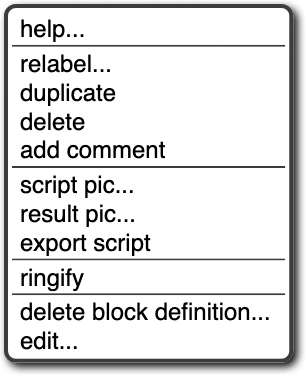 help...
relabel...
duplicate
delete
add comment
script pic...
result pic...
export script
ringify
delete block definition...
edit...